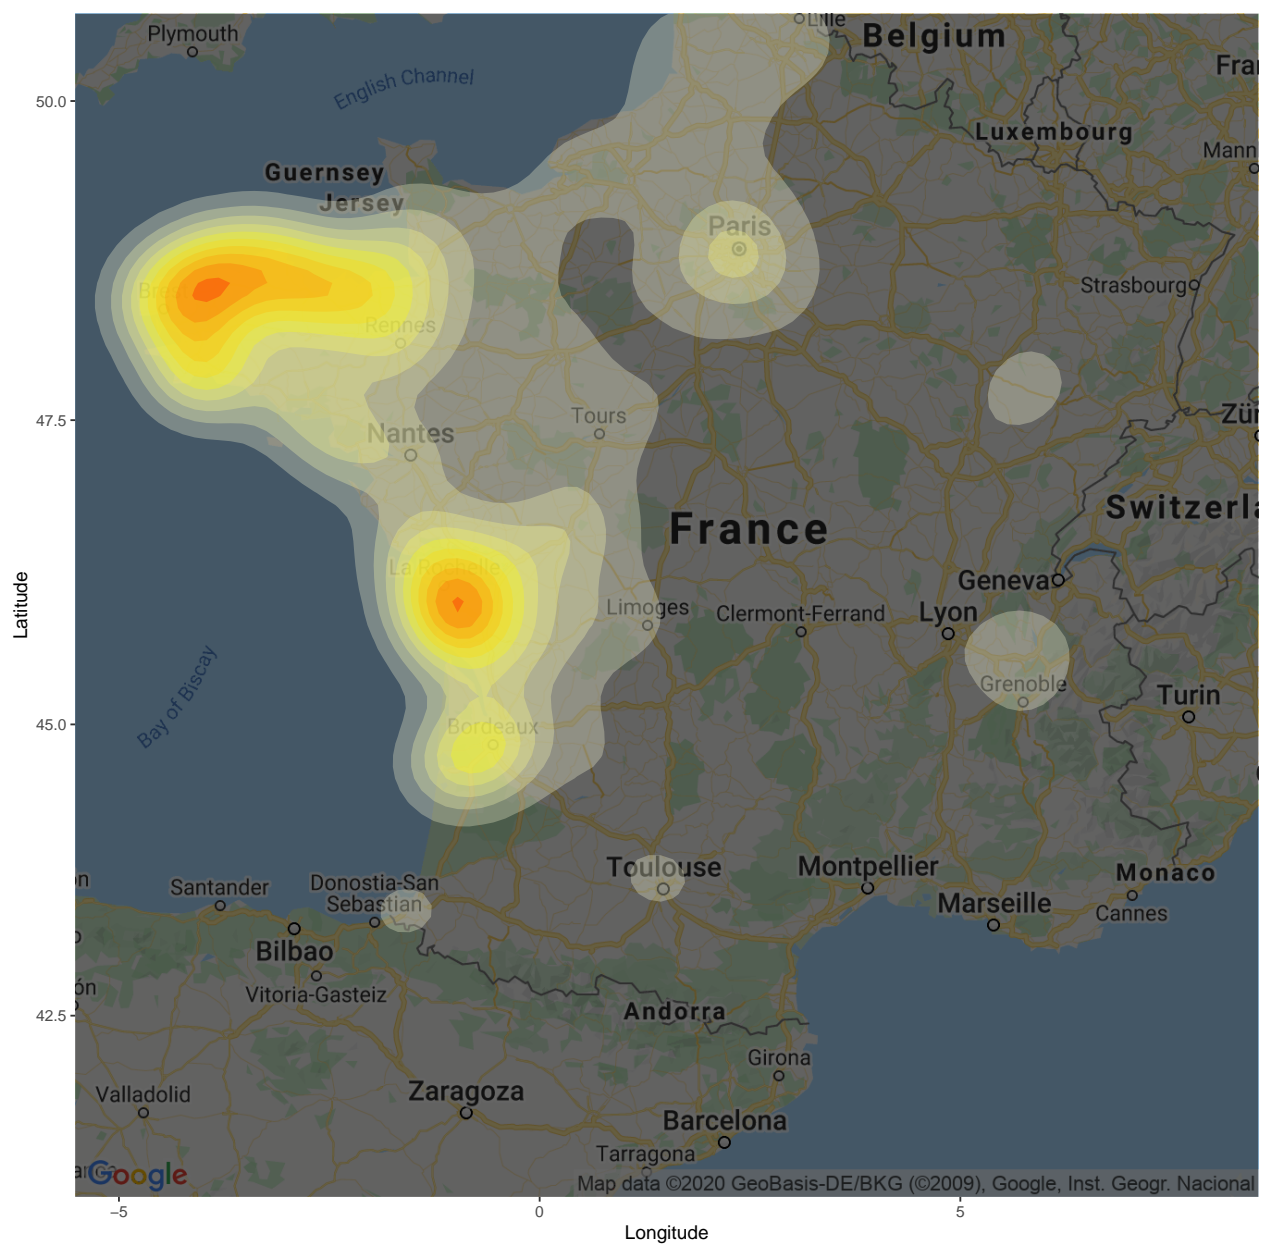 Plymouth
Lille
Belgium
Fra
English Channel
50.0
Luxembourg
Mann
Guernsey
Jersey
Paris
Strasbourg
Bre
Rennes
47.5
Tours
Nantes
Zür
France
Switzerla
La Rochelle
Geneva
Limoges
Clermont-Ferrand
Lyon
Latitude
Bay of Biscay
Grenoble
Turin
45.0
Bordeaux
Toulouse
Montpellier
Monaco
on
Santander
Donostia-San
Sebastian
Marseille
Cannes
Bilbao
ón
Vitoria-Gasteiz
42.5
Andorra
Girona
Valladolid
Zaragoza
Barcelona
Tarragona
Google
Map data ©2020 GeoBasis-DE/BKG (©2009), Google, Inst. Geogr. Nacional
−5
0
5
Longitude